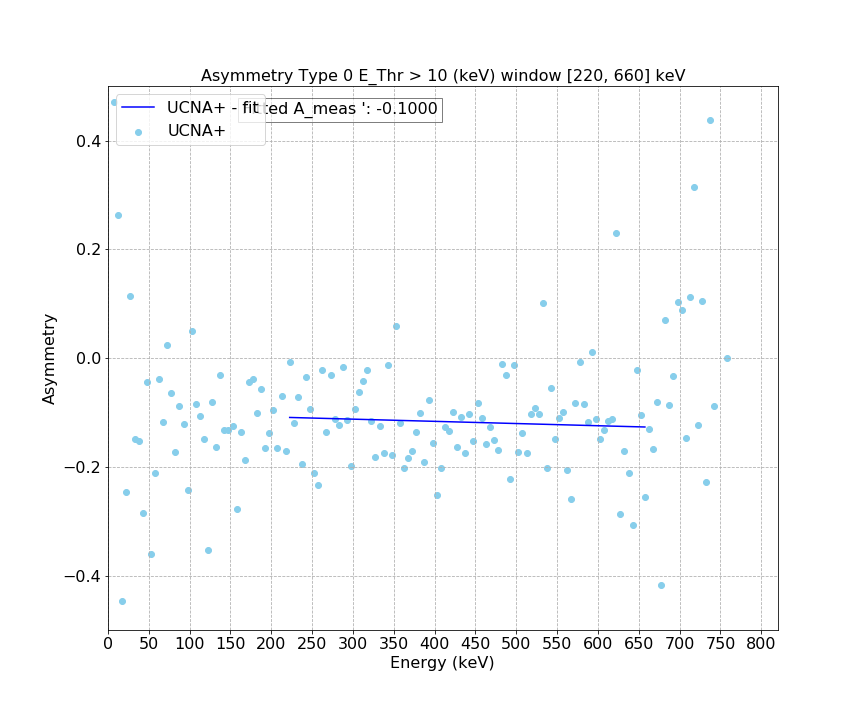 Asymmetry Type 0 E_Thr > 10 (keV) window [220, 660] keV
UCNA+ - fit
tted A_meas ': -0.1000
UCNA+
Asymmetry
0.4
0.2
0.0
−0.2
−0.4
0 50 100 150 200 250 300 350 400 450 500 550 600 650 700 750 800
Energy (keV)